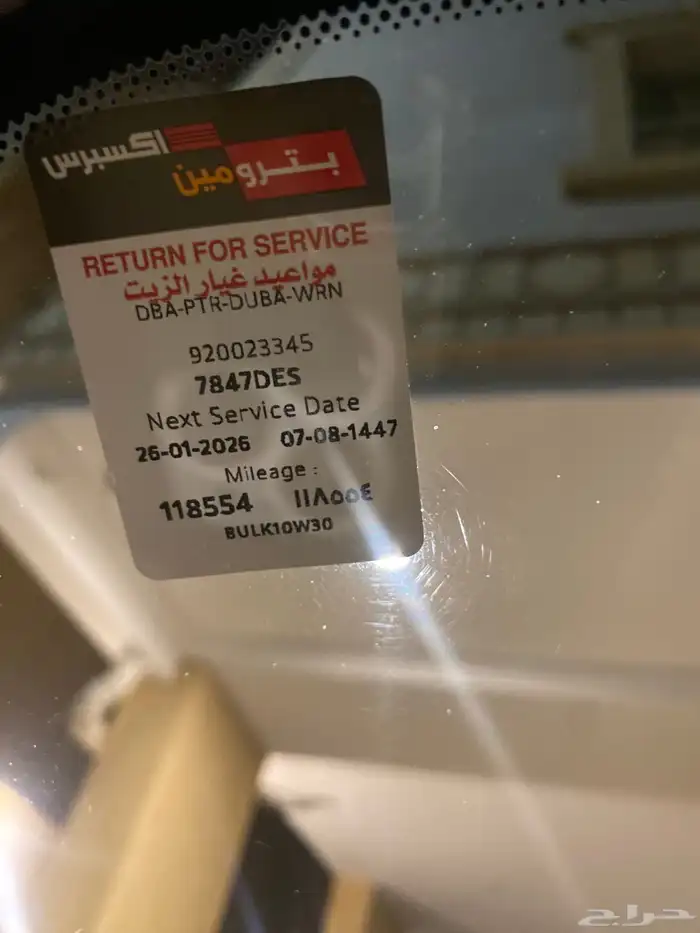 بترومين اكسبرس
RETURN FOR SERVICE
مواعيد غيار الزيت
DBA-PTR-DUBA-WRN
920023345
7847DES
Next Service Date
26-01-2026 07-08-1447
Mileage :
118554 ١١٨٥٥٤
BULK10W30
حراج